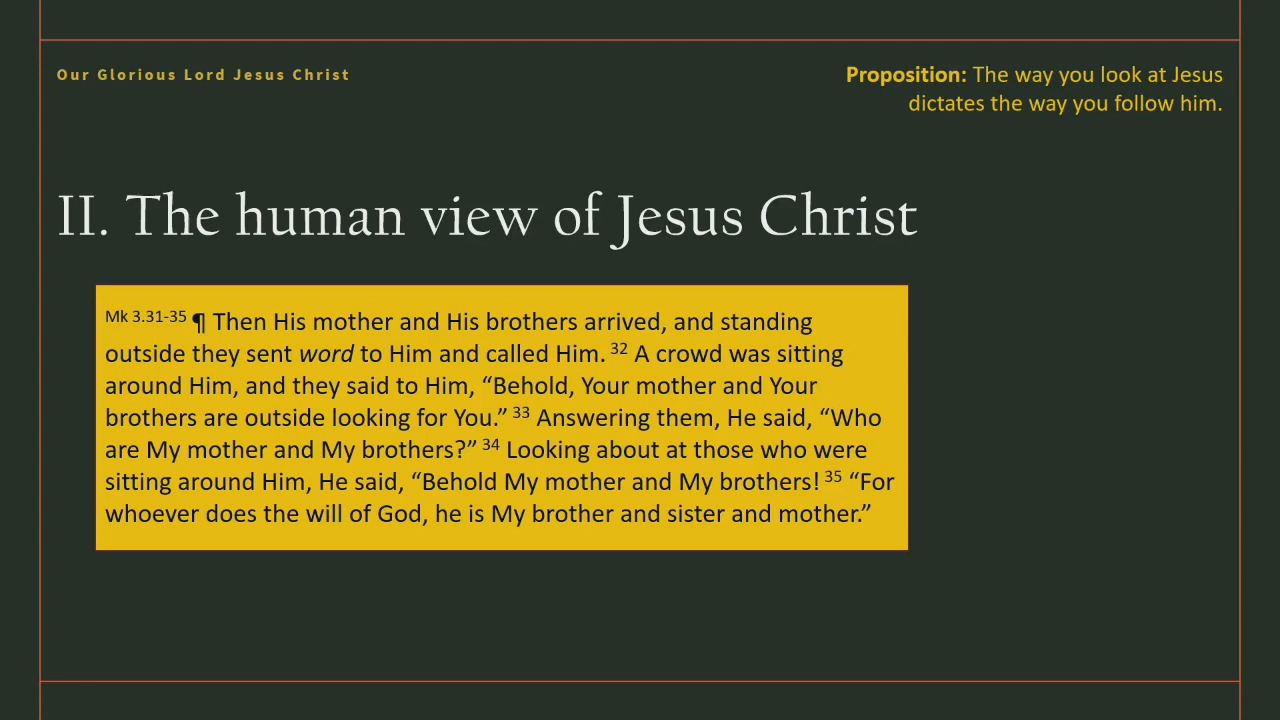 Our Glorious Lord Jesus Christ
Proposition: The way you look at Jesus
dictates the way you follow him.
II. The human view of Jesus Christ
Mk 3.31-35 ¶ Then His mother and His brothers arrived, and standing
outside they sent word to Him and called Him. 32 A crowd was sitting
around Him, and they said to Him, “Behold, Your mother and Your
brothers are outside looking for You.” 33 Answering them, He said, “Who
are My mother and My brothers?” 34 Looking about at those who were
sitting around Him, He said, “Behold My mother and My brothers! 35 “For
whoever does the will of God, he is My brother and sister and mother.”